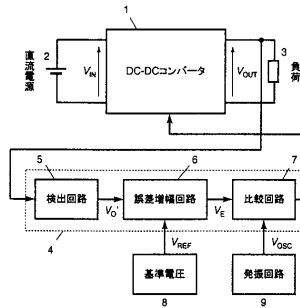 1
直流電源
2
V_IN
DC-DCコンバータ
V_OUT
3
負荷
5
検出回路
V_O'
6
誤差増幅回路
V_E
7
比較回路
4
V_REF
V_OSC
基準電圧
発振回路
8
9